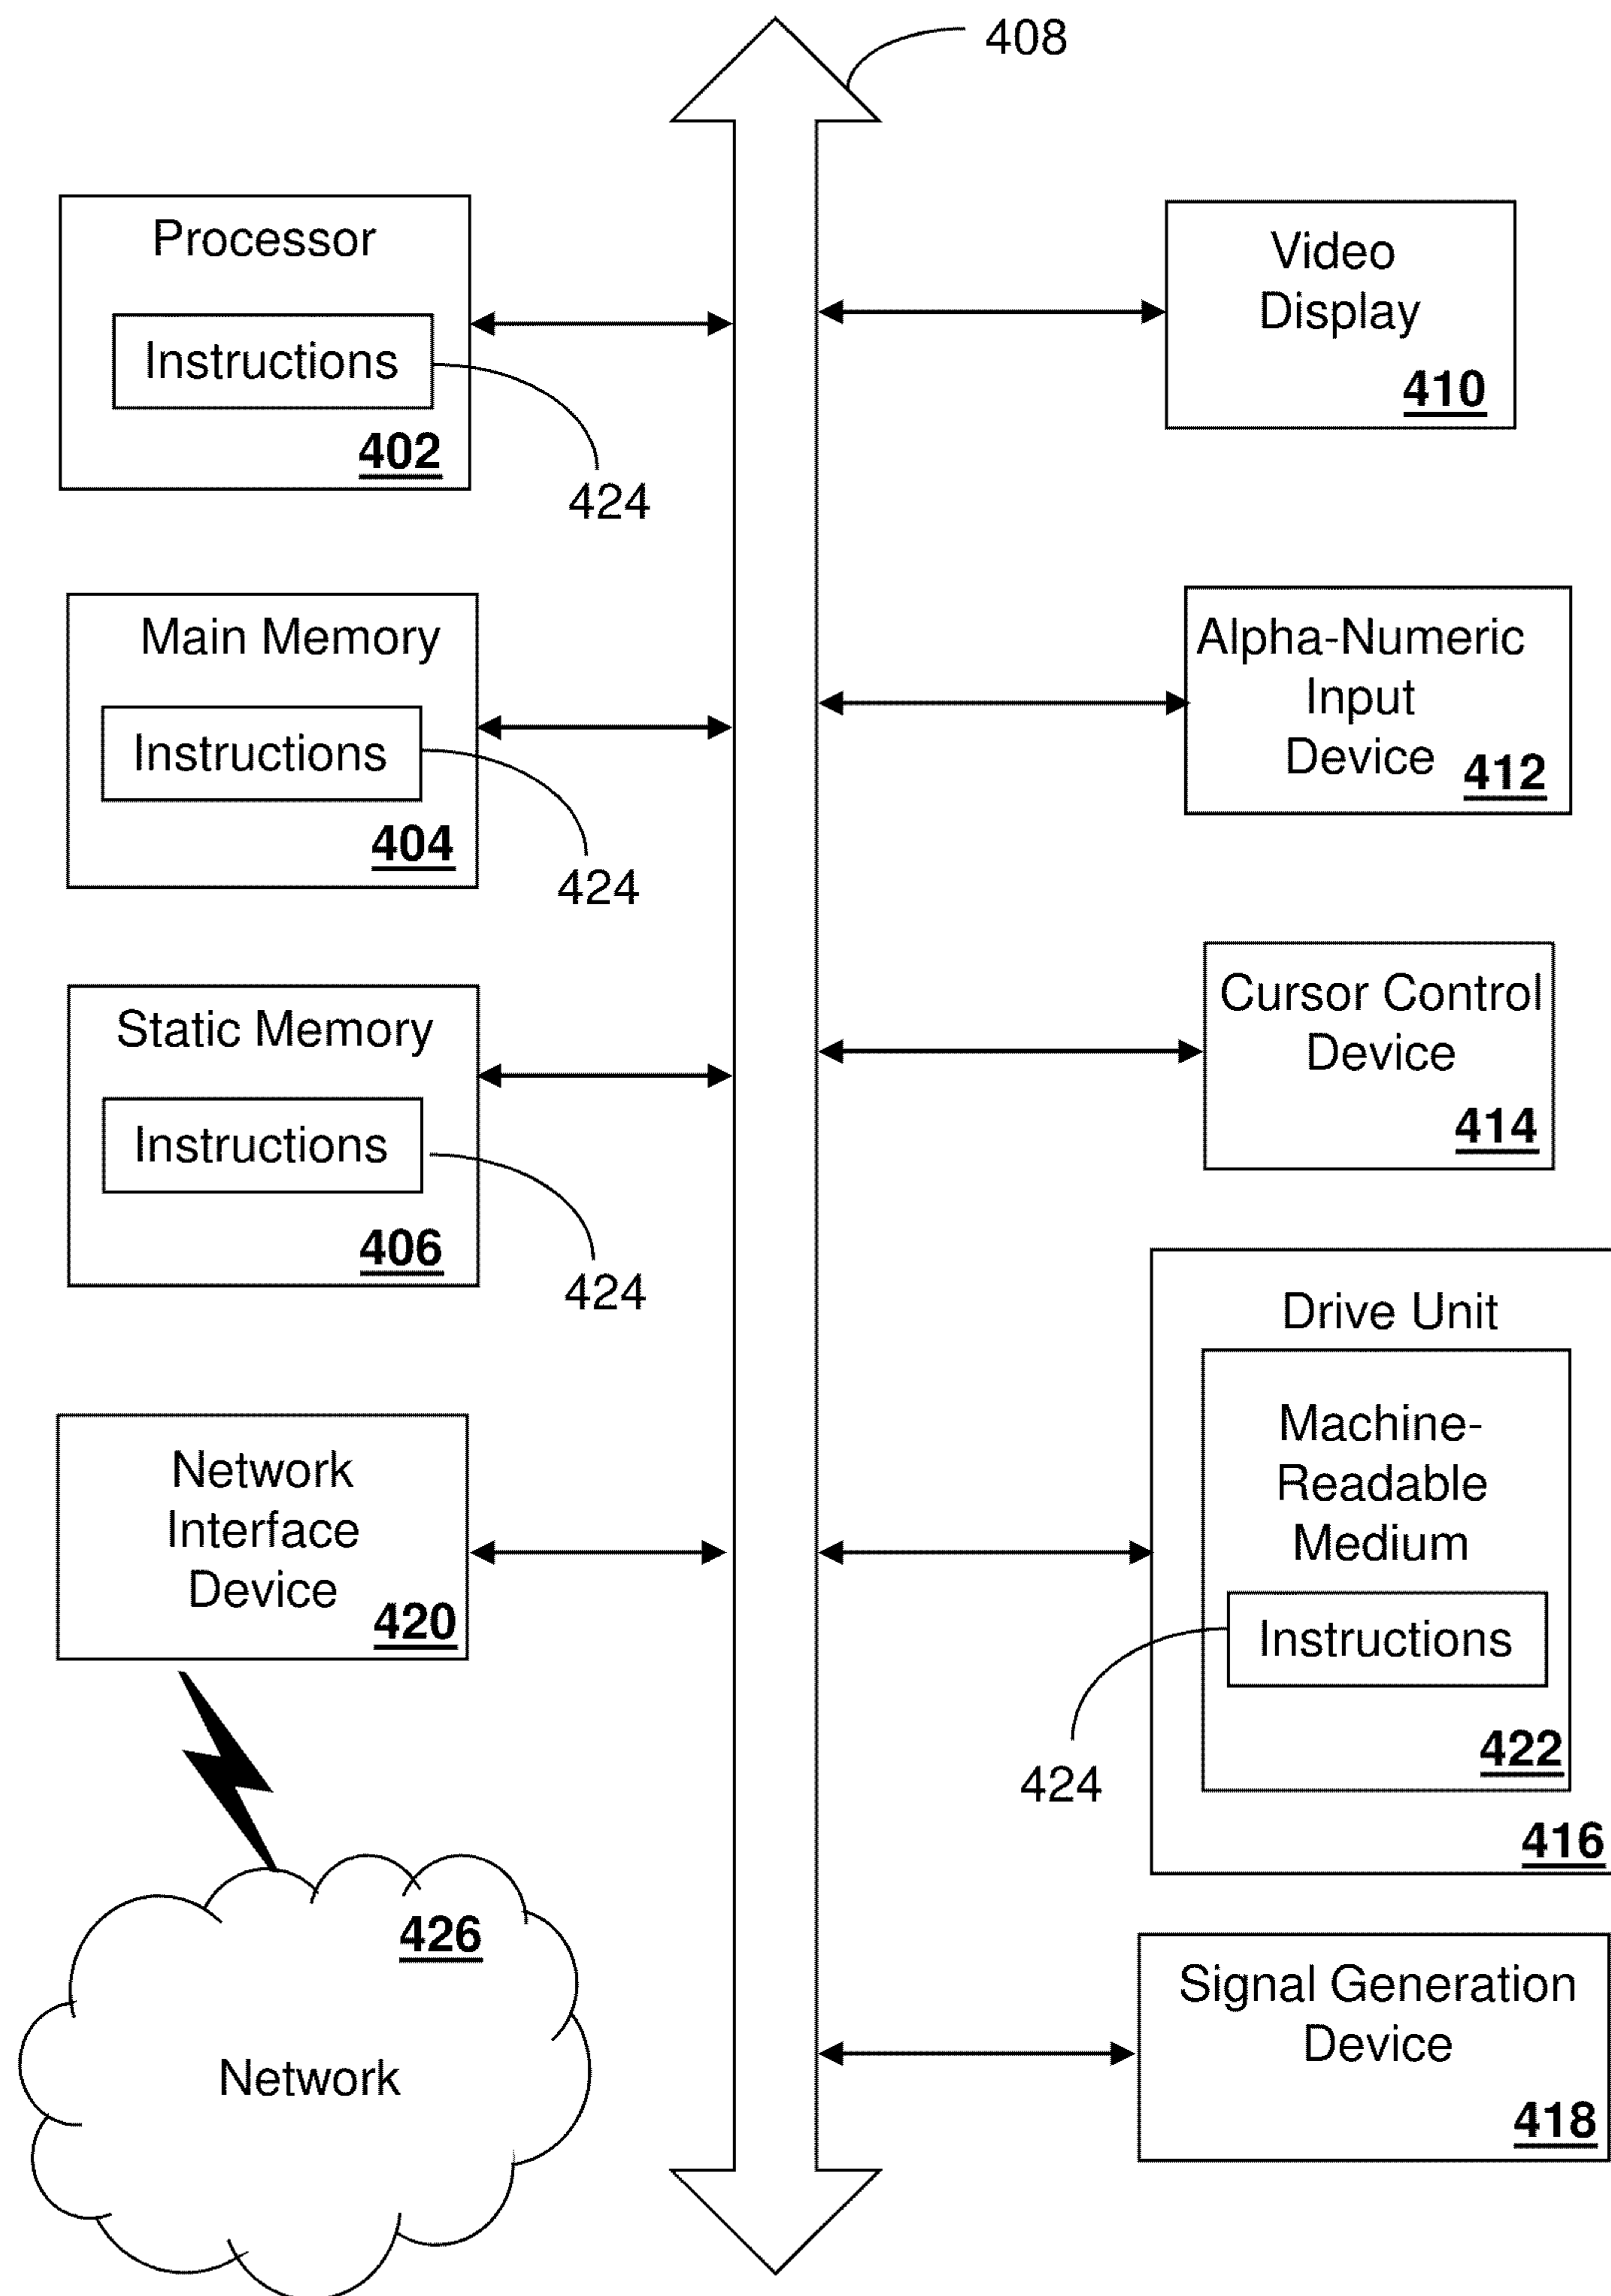 408
Processor
Instructions
402
424
Video
Display
410
Main Memory
Instructions
404
424
Alpha-Numeric
Input
Device
412
Static Memory
Instructions
406
424
Cursor Control
Device
414
Network
Interface
Device
420
Drive Unit
Machine-
Readable
Medium
Instructions
422
424
416
426
Network
Signal Generation
Device
418